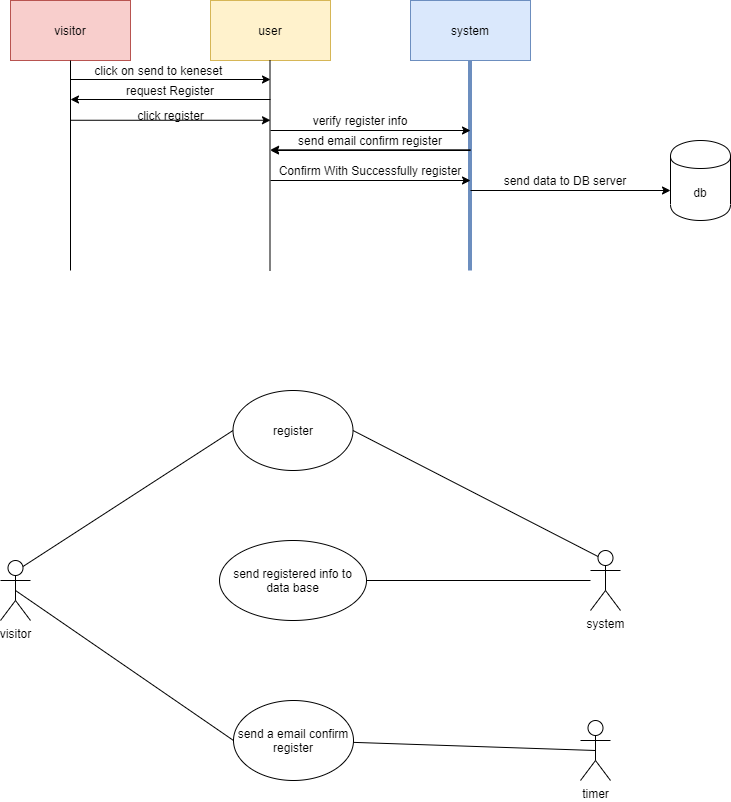 visitor
user
system
click on send to keneset
request Register
click register
verify register info
send email confirm register
Confirm With Successfully register
send data to DB server
db
register
send registered info to
data base
visitor
system
send a email confirm
register
timer